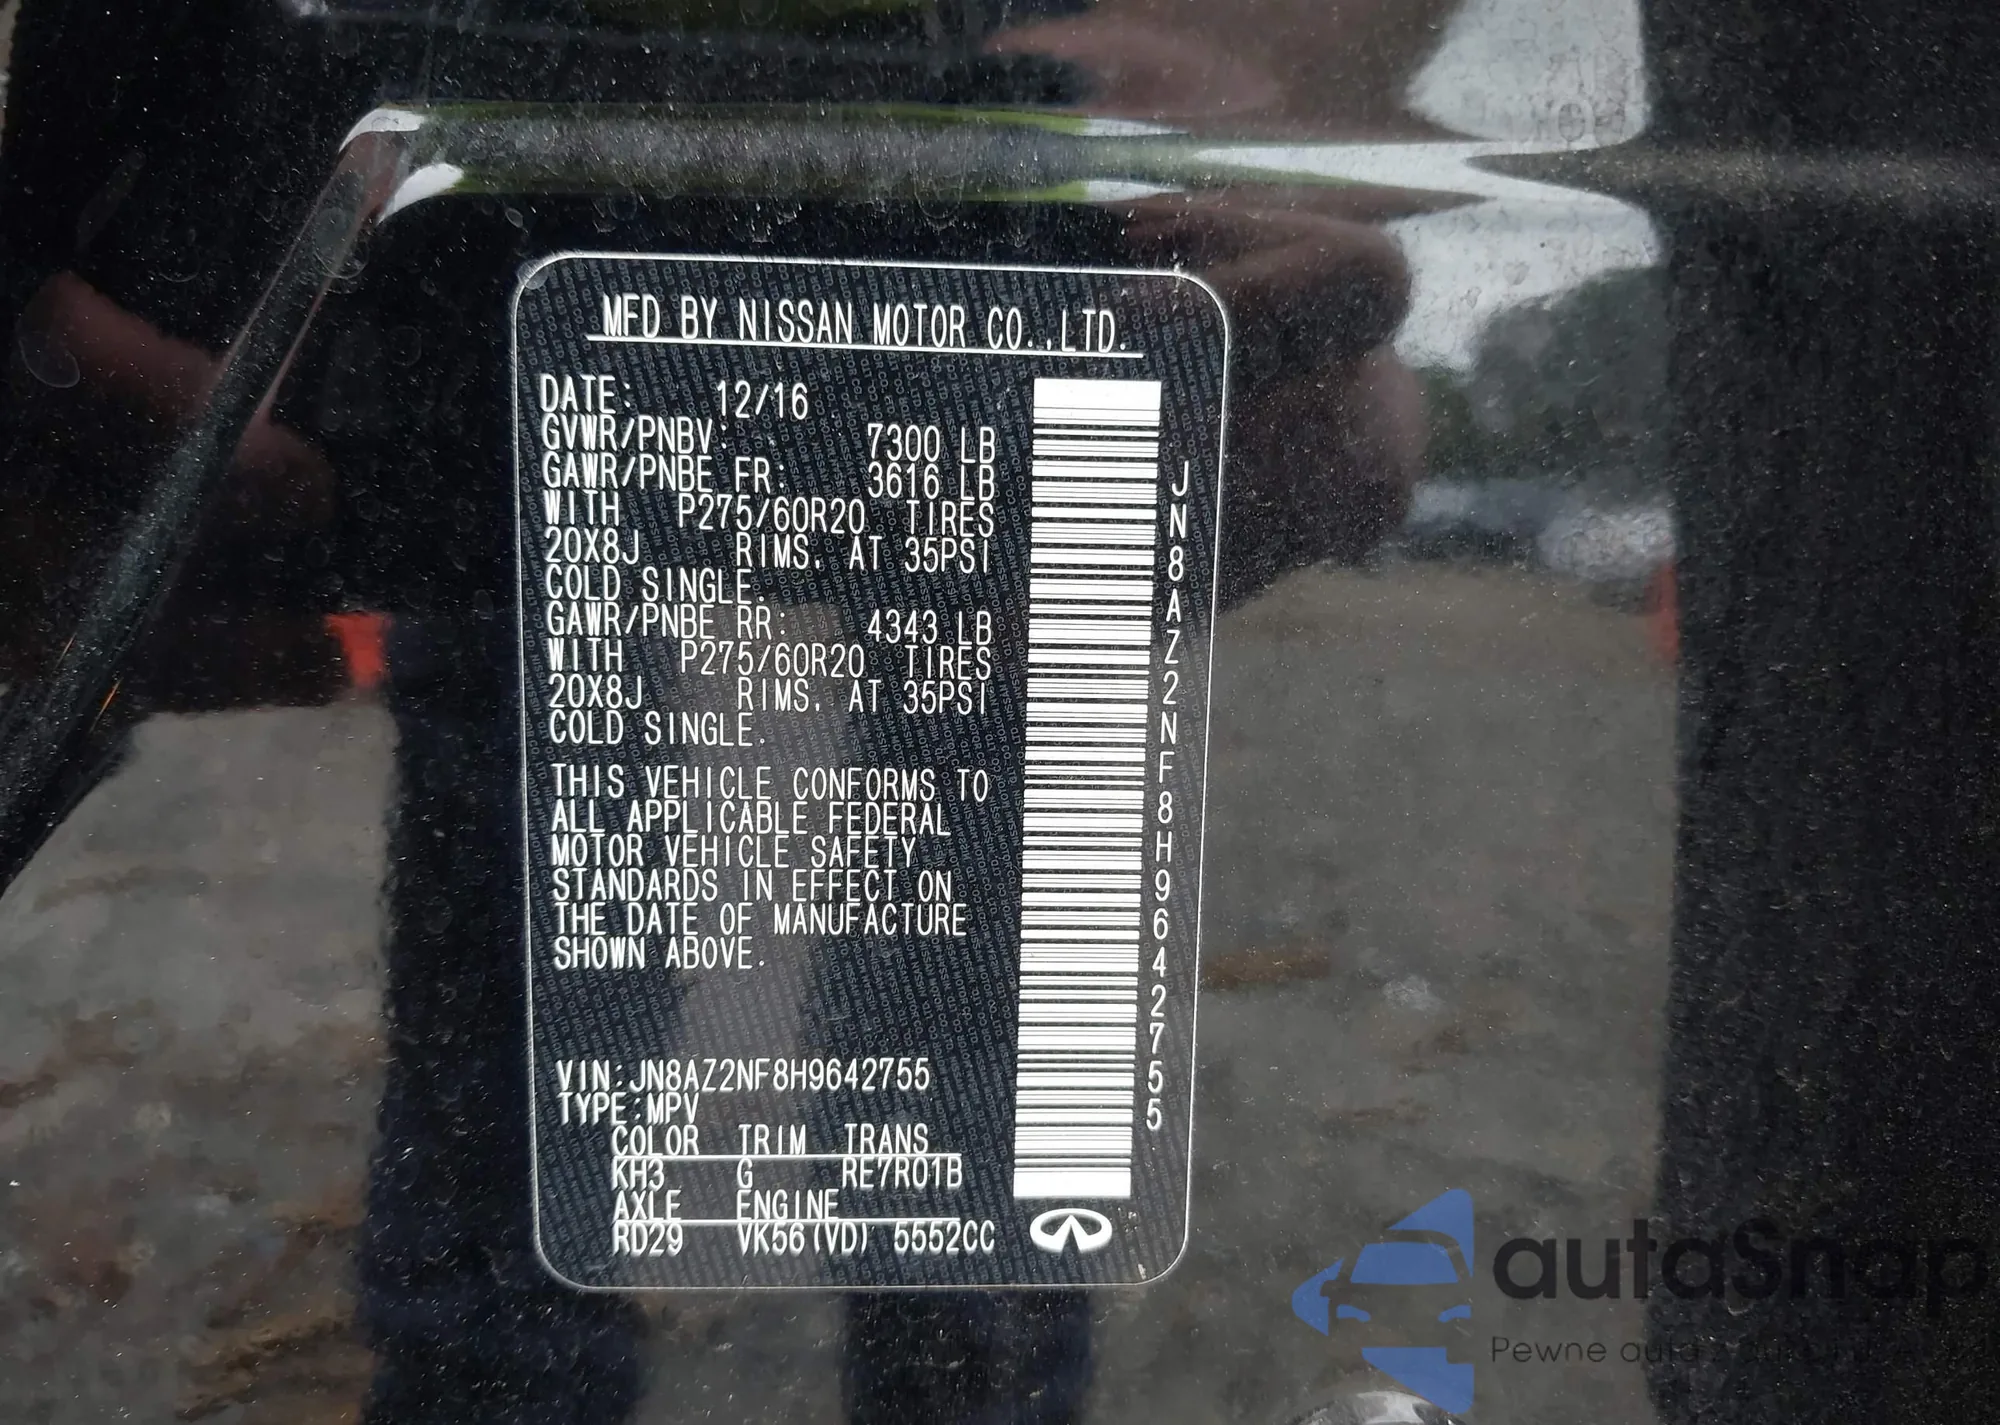 MFD BY NISSAN MOTOR CO.,LTD.
DATE: 12/16
GVWR/PNBV: 7300 LB
GAWR/PNBE FR: 3616 LB
WITH P275/60R20 TIRES
20X8J RIMS. AT 35PSI
COLD SINGLE.
GAWR/PNBE RR: 4343 LB
WITH P275/60R20 TIRES
20X8J RIMS. AT 35PSI
COLD SINGLE.
THIS VEHICLE CONFORMS TO
ALL APPLICABLE FEDERAL
MOTOR VEHICLE SAFETY
STANDARDS IN EFFECT ON
THE DATE OF MANUFACTURE
SHOWN ABOVE.
VIN:JN8AZ2NF8H9642755
TYPE:MPV
COLOR TRIM TRANS
KH3 G RE7R01B
AXLE ENGINE
RD29 VK56(VD) 5552CC
JN8AZ2NF8H9642755
autaSnap
Pewne auta z